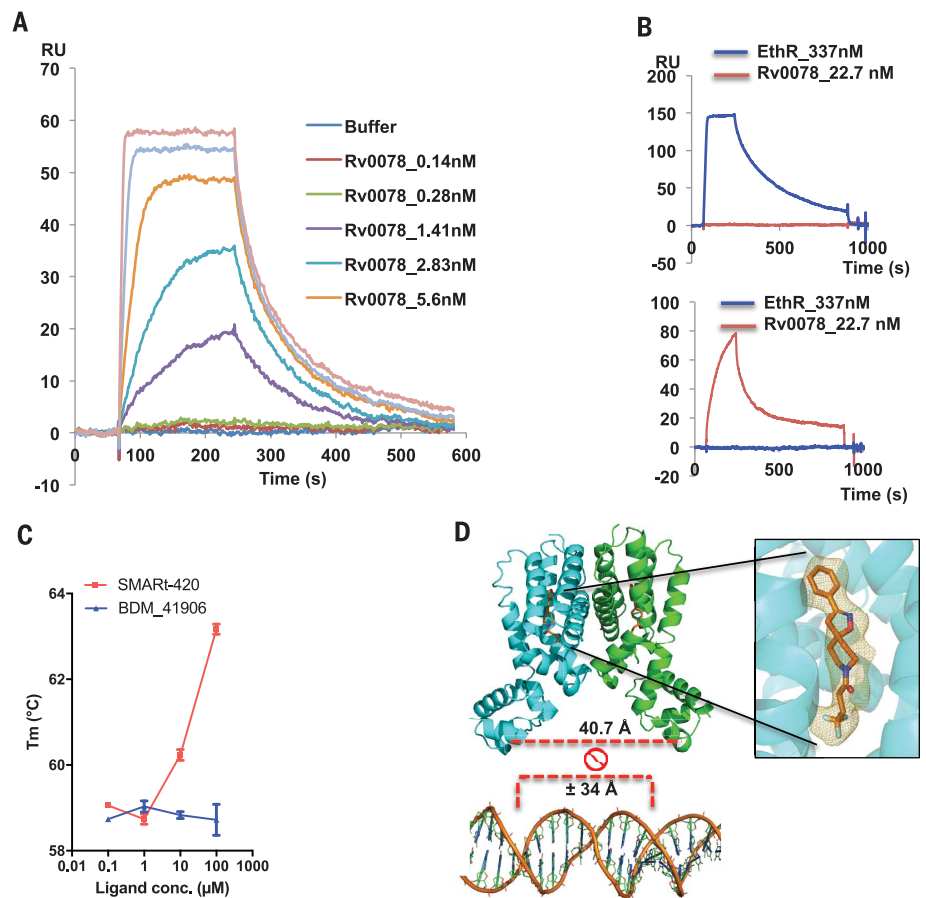 A
RU
70
60
50
40
30
20
10
0
-10
0 100 200 300 400 500 600
Time (s)
Buffer
Rv0078_0.14nM
Rv0078_0.28nM
Rv0078_1.41nM
Rv0078_2.83nM
Rv0078_5.6nM
B
EthR_337nM
Rv0078_22.7 nM
RU
200
150
100
50
0
-50
0 500 1000
Time (s)
EthR_337nM
Rv0078_22.7 nM
100
80
60
40
20
0
-20
0 500 1000
Time (s)
C
SMARt-420
BDM_41906
Tm (°C)
64
62
60
58
0.01 0.1 1 10 100 1000
Ligand conc. (µM)
D
40.7 Å
± 34 Å